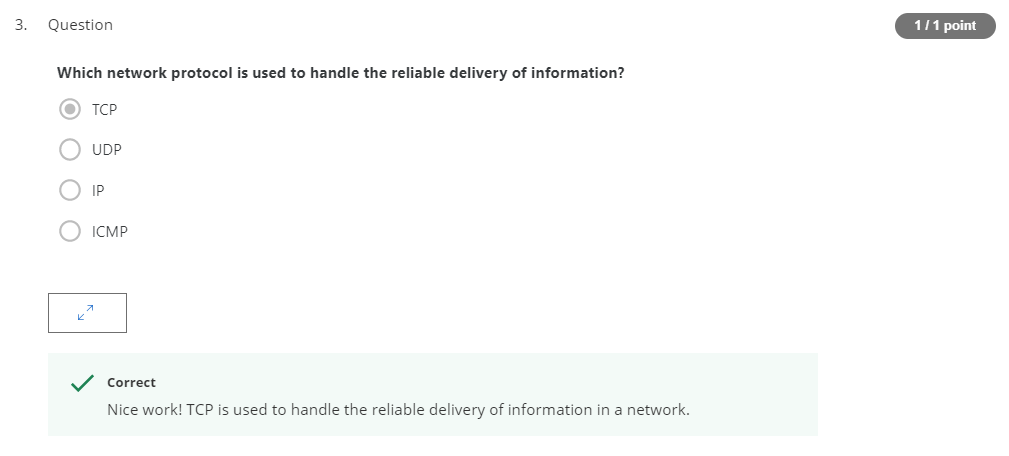 3. Question
1 / 1 point
Which network protocol is used to handle the reliable delivery of information?
TCP
UDP
IP
ICMP
Correct
Nice work! TCP is used to handle the reliable delivery of information in a network.